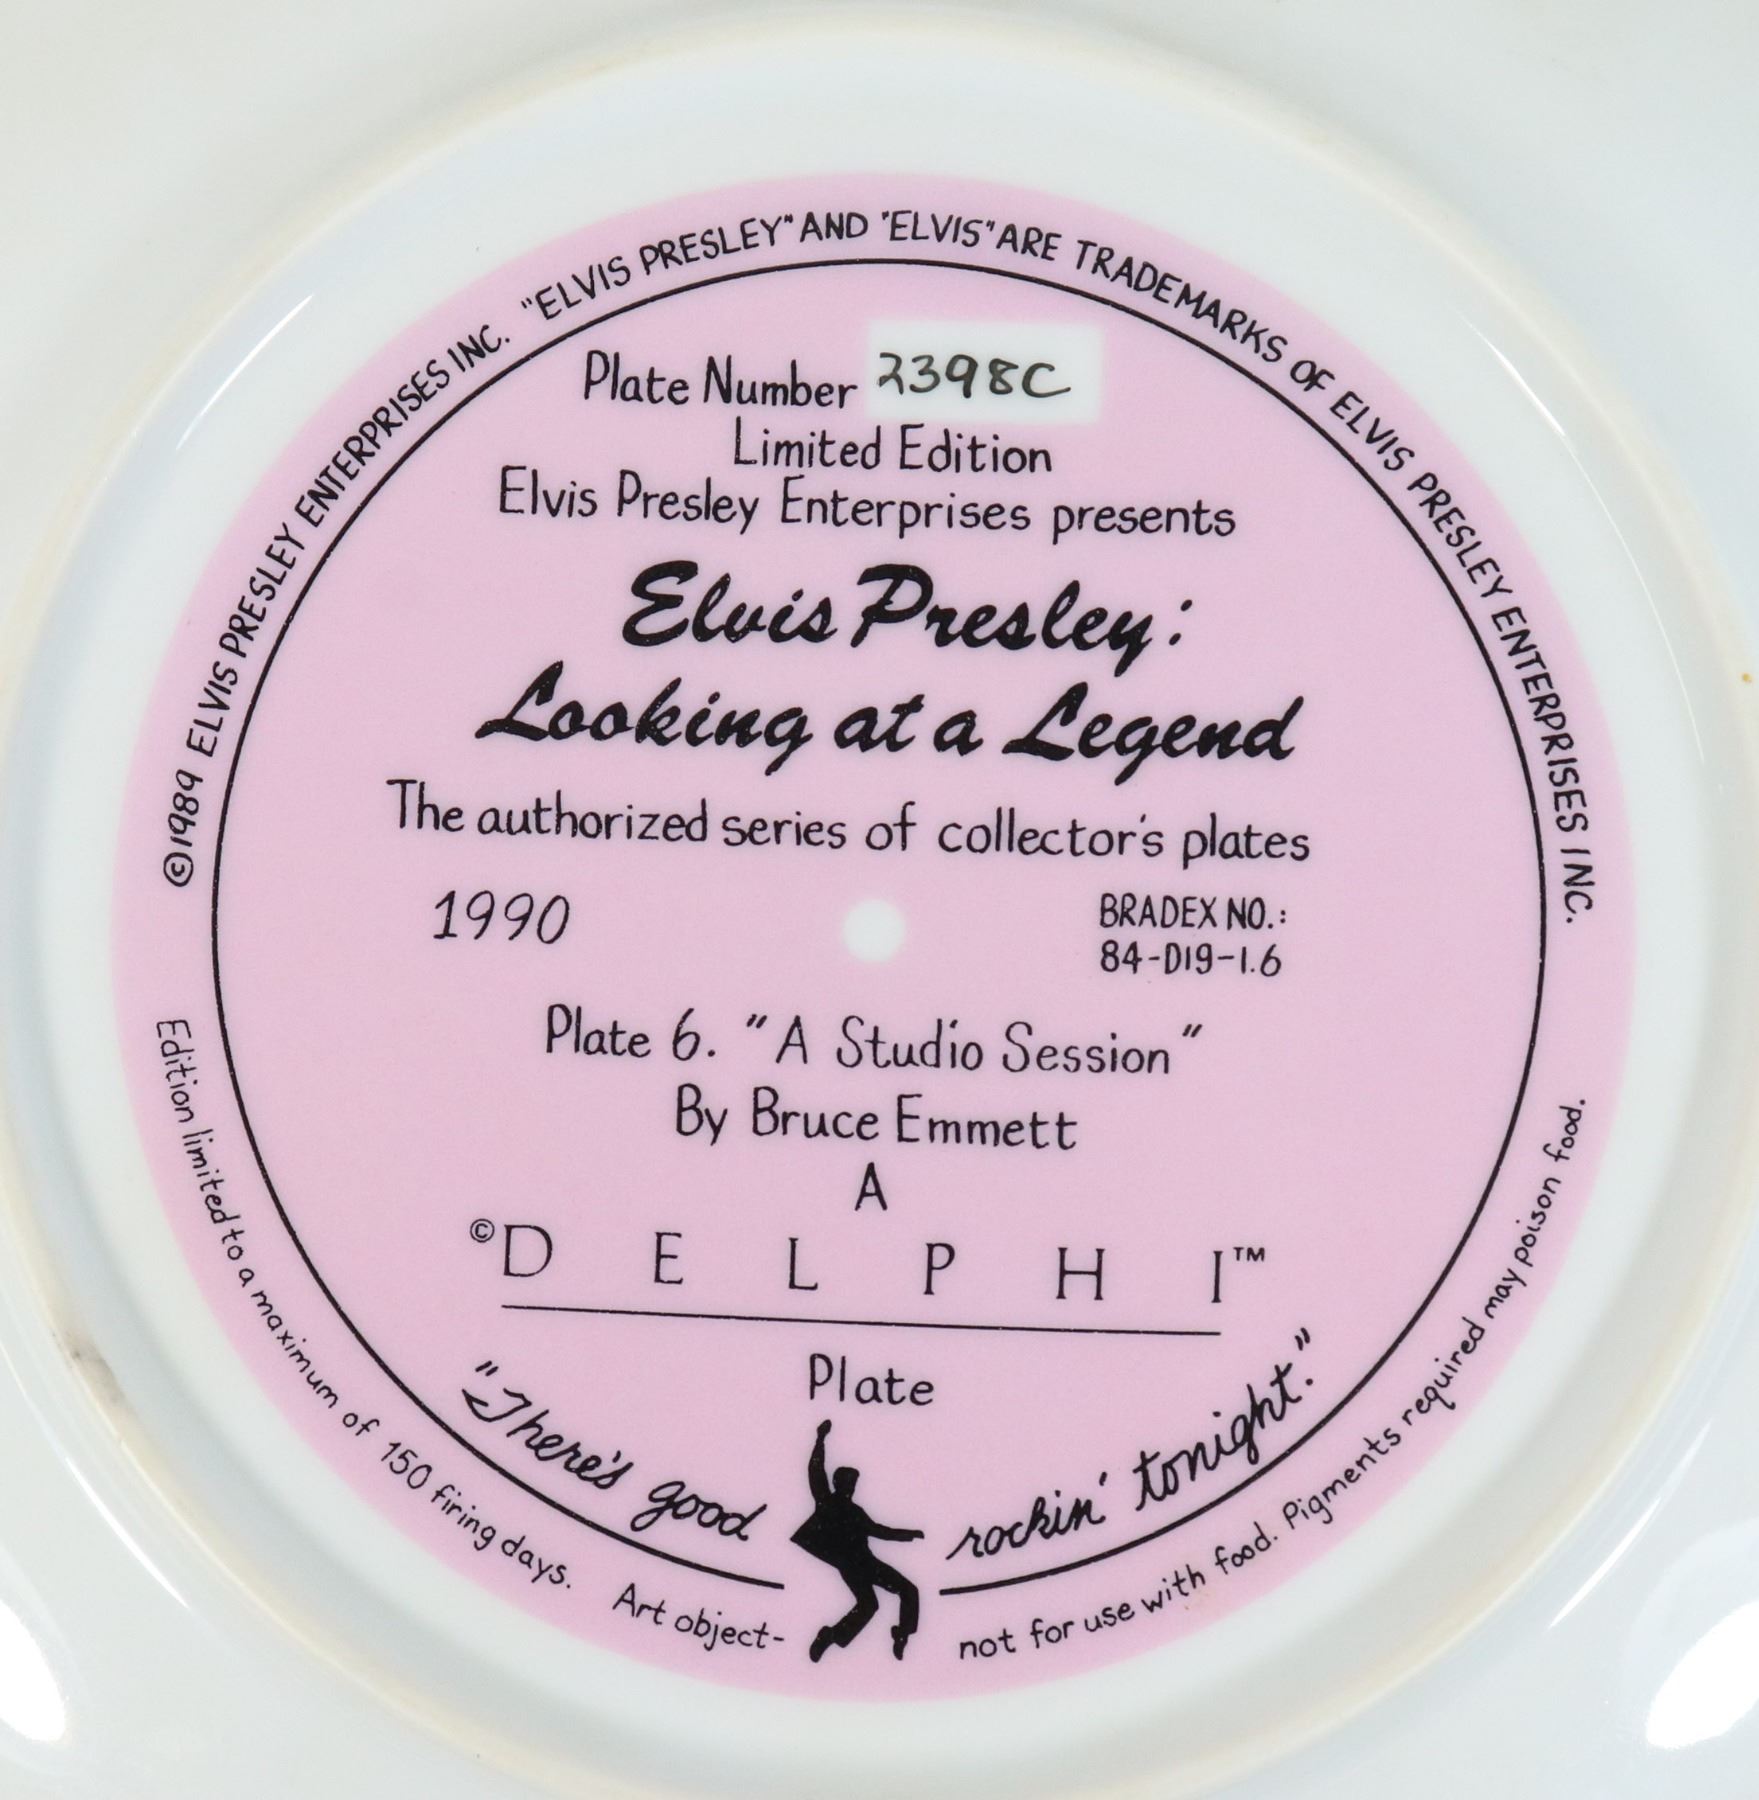 ©1989 ELVIS PRESLEY ENTERPRISES INC. "ELVIS PRESLEY" AND "ELVIS" ARE TRADEMARKS OF ELVIS PRESLEY ENTERPRISES INC.
Plate Number 2398C
Limited Edition
Elvis Presley Enterprises presents
Elvis Presley:
Looking at a Legend
The authorized series of collector's plates
1990
BRADEX NO.:
84-D19-1.6
Plate 6. "A Studio Session"
By Bruce Emmett
A
©DELPHI™
Plate
"There's good rockin' tonight."
Edition limited to a maximum of 150 firing days. Art object- not for use with food. Pigments required may poison food.